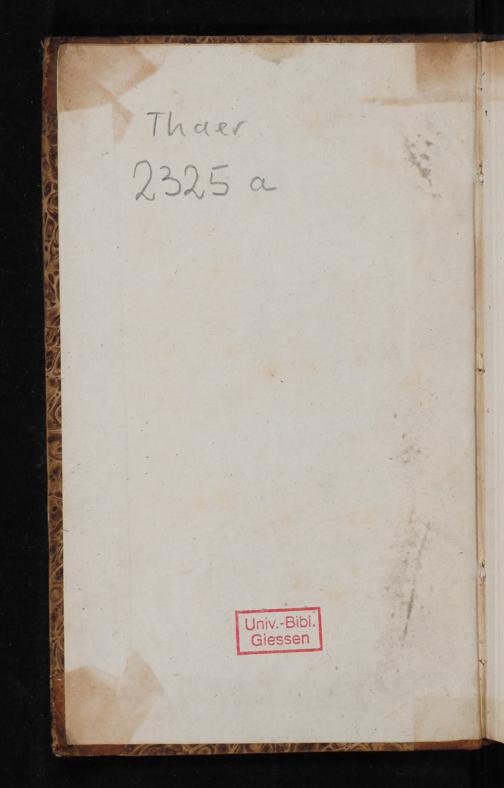 Thaer
2325 a
Univ.-Bibl.
Giessen